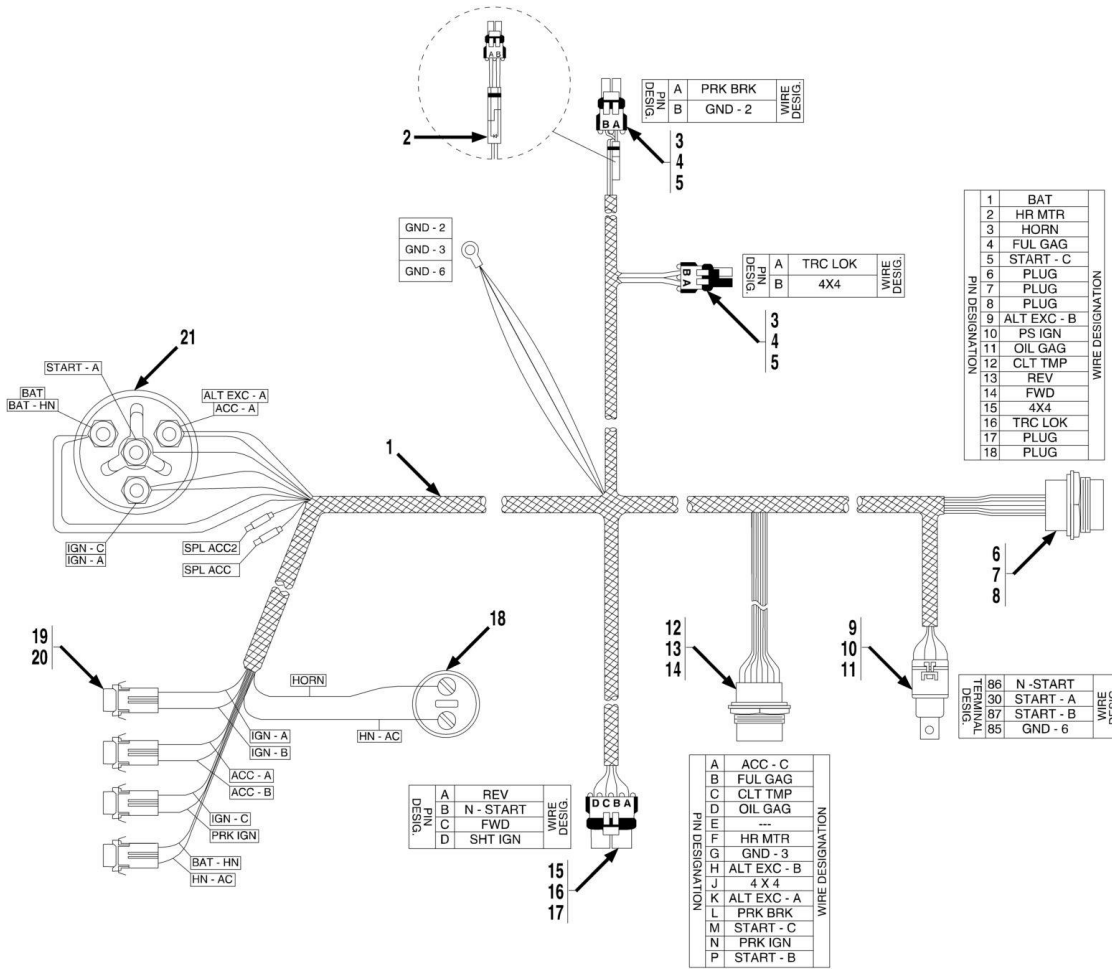 A B
2
B A
PIN DESIG.
A PRK BRK
B GND - 2
WIRE DESIG.
3
4
5
GND - 2
GND - 3
GND - 6
B A
PIN DESIG.
A TRC LOK
B 4X4
WIRE DESIG.
3
4
5
PIN DESIGNATION
1 BAT
2 HR MTR
3 HORN
4 FUL GAG
5 START - C
6 PLUG
7 PLUG
8 PLUG
9 ALT EXC - B
10 PS IGN
11 OIL GAG
12 CLT TMP
13 REV
14 FWD
15 4X4
16 TRC LOK
17 PLUG
18 PLUG
WIRE DESIGNATION
21
START - A
BAT
BAT - HN
ALT EXC - A
ACC - A
1
IGN - C
IGN - A
SPL ACC2
SPL ACC
6
7
8
19
20
18
HORN
HN - AC
IGN - A
IGN - B
ACC - A
ACC - B
IGN - C
PRK IGN
BAT - HN
HN - AC
12
13
14
9
10
11
TERMINAL DESIG.
86 N -START
30 START - A
87 START - B
85 GND - 6
WIRE
PIN DESIG.
A REV
B N - START
C FWD
D SHT IGN
WIRE DESIG.
D C B A
15
16
17
PIN DESIGNATION
A ACC - C
B FUL GAG
C CLT TMP
D OIL GAG
E ---
F HR MTR
G GND - 3
H ALT EXC - B
J 4 X 4
K ALT EXC - A
L PRK BRK
M START - C
N PRK IGN
P START - B
WIRE DESIGNATION